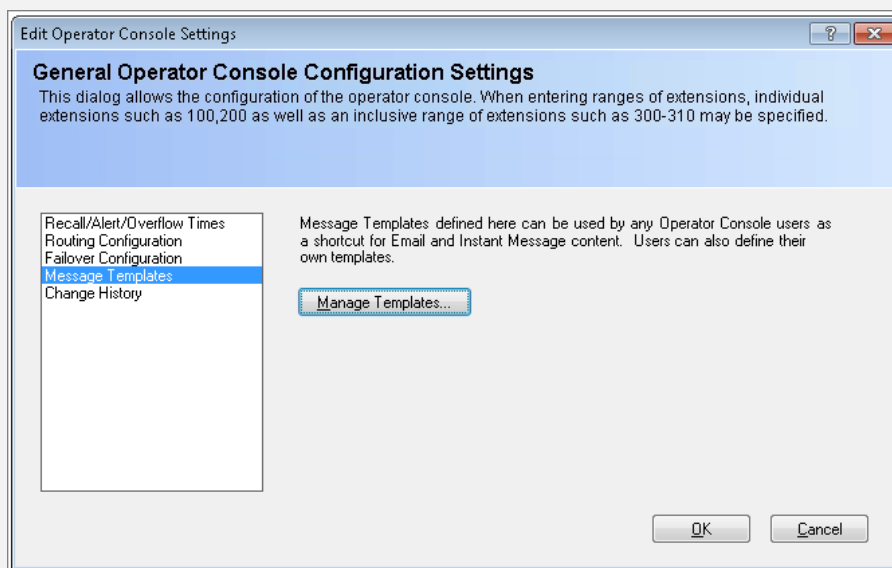 Edit Operator Console Settings
?
General Operator Console Configuration Settings
This dialog allows the configuration of the operator console. When entering ranges of extensions, individual
extensions such as 100,200 as well as an inclusive range of extensions such as 300-310 may be specified.
Recall/Alert/Overflow Times
Routing Configuration
Failover Configuration
Message Templates
Change History
Message Templates defined here can be used by any Operator Console users as
a shortcut for Email and Instant Message content. Users can also define their
own templates.
Manage Templates...
OK
Cancel